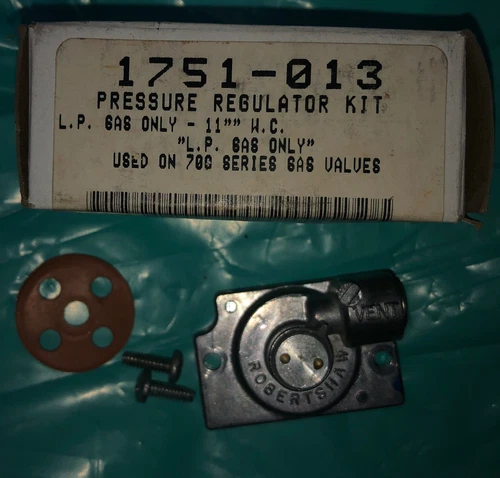 1751-013
PRESSURE REGULATOR KIT
L.P. GAS ONLY - 11"" W.C.
"L.P. GAS ONLY"
USED ON 700 SERIES GAS VALVES
VENT
ROBERTSHAW